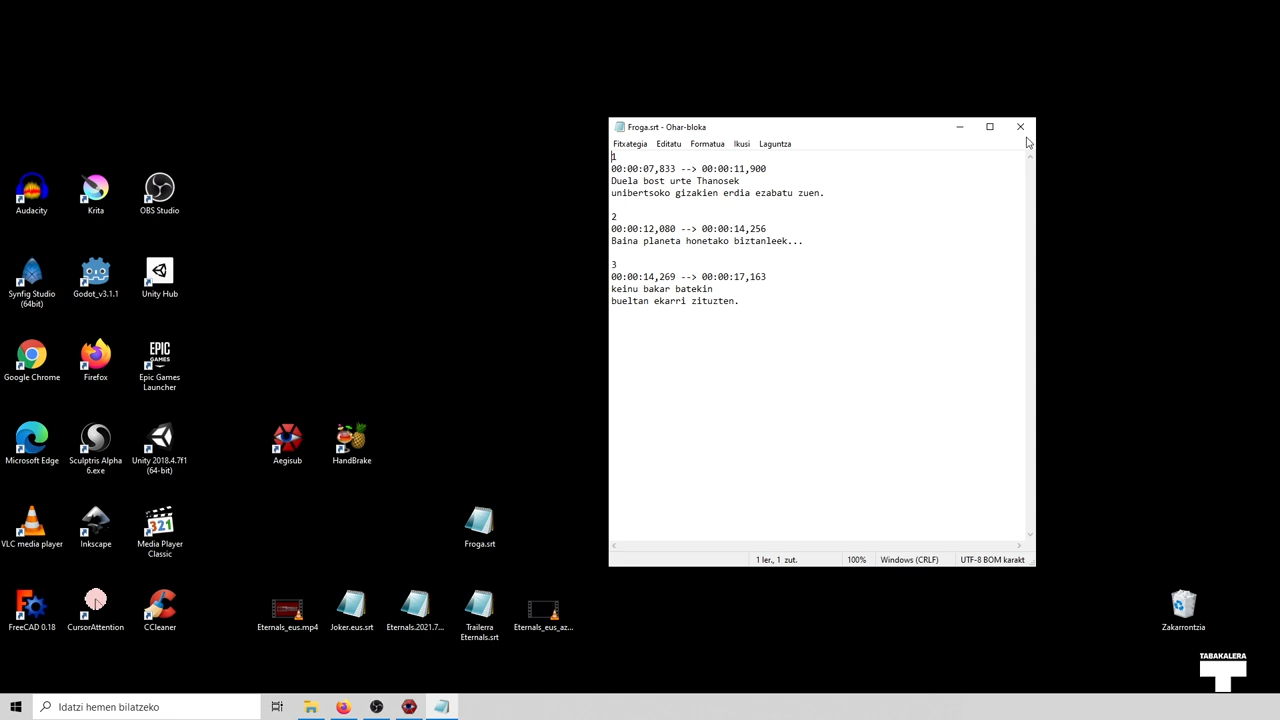 Froga.srt - Ohar-bloka
Fitxategia Editatu Formatua Ikusi Laguntza
1
00:00:07,833 --> 00:00:11,900
Duela bost urte Thanosek
unibertsoko gizakien erdia ezabatu zuen.
2
00:00:12,080 --> 00:00:14,256
Baina planeta honetako biztanleek...
3
00:00:14,269 --> 00:00:17,163
keinu bakar batekin
bueltan ekarri zituzten.
1 ler., 1 zut. 100% Windows (CRLF) UTF-8 BOM karakt
Audacity
Krita
OBS Studio
Synfig Studio
(64bit)
Godot_v3.1.1
Unity Hub
Google Chrome
Firefox
EPIC
GAMES
Epic Games
Launcher
Microsoft Edge
Sculptris Alpha
6.exe
Unity 2018.4.7f1
(64-bit)
Aegisub
HandBrake
VLC media player
Inkscape
321
Media Player
Classic
Froga.srt
FreeCAD 0.18
CursorAttention
CCleaner
Eternals_eus.mp4
Joker.eus.srt
Eternals.2021.7...
Trailerra
Eternals.srt
Eternals_eus_az...
Zakarrontzia
TABAKALERA
Idatzi hemen bilatzeko